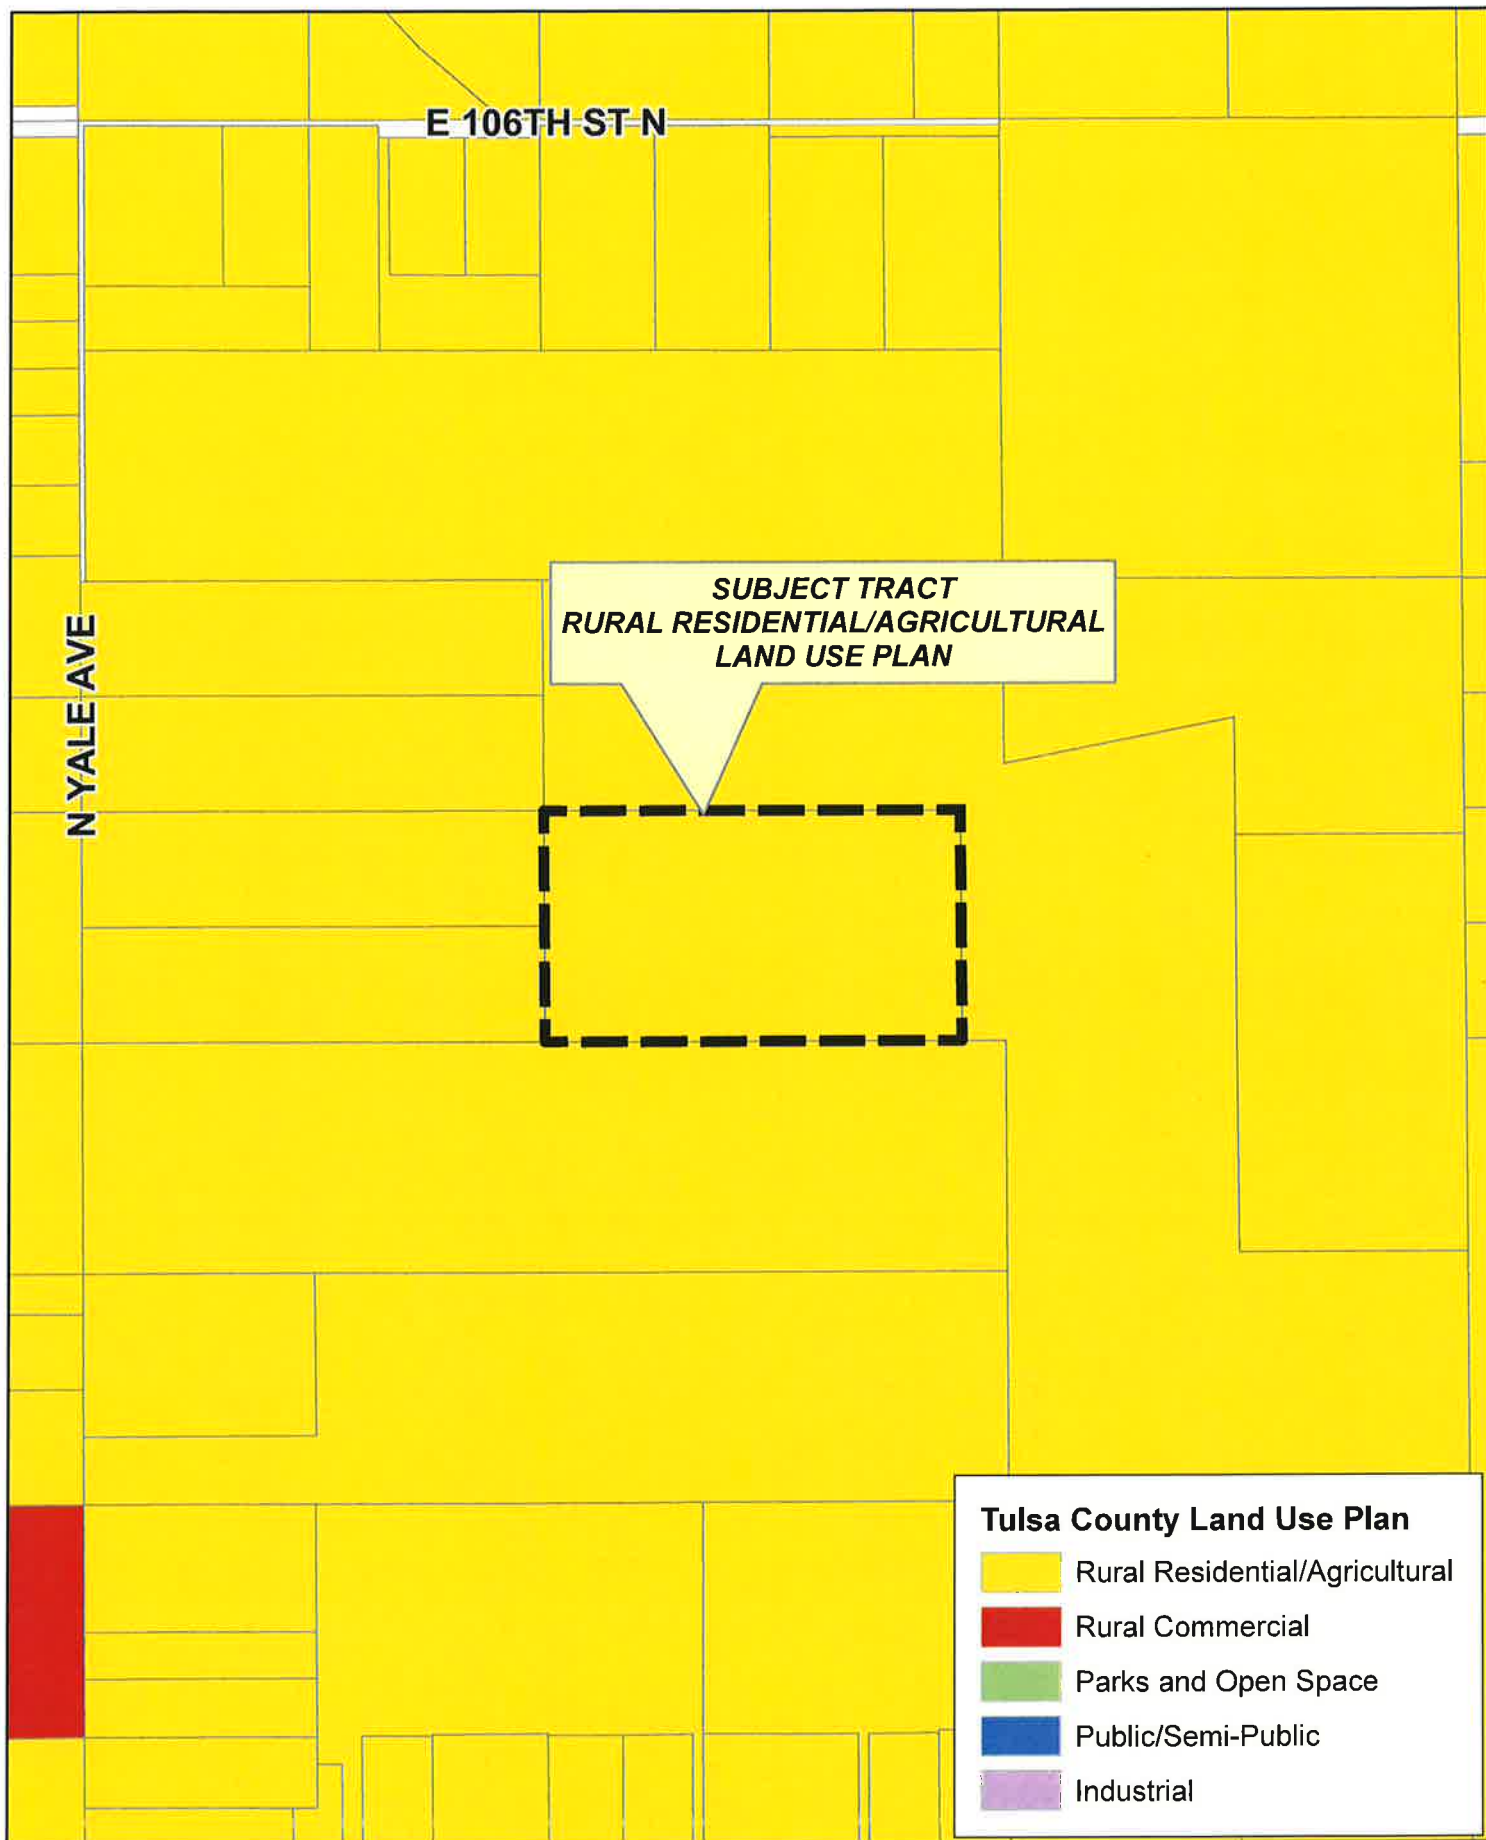 E 106TH ST N
SUBJECT TRACT
RURAL RESIDENTIAL/AGRICULTURAL
LAND USE PLAN
N YALE AVE
Tulsa County Land Use Plan
Rural Residential/Agricultural
Rural Commercial
Parks and Open Space
Public/Semi-Public
Industrial